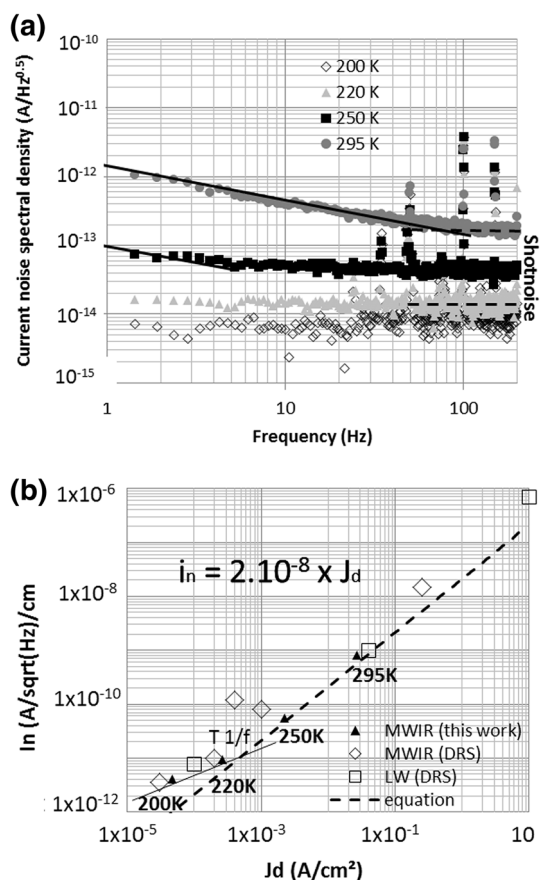 (a)
10⁻¹⁰
10⁻¹¹
10⁻¹²
10⁻¹³
10⁻¹⁴
10⁻¹⁵
Current noise spectral density (A/Hz⁰·⁵)
200 K
220 K
250 K
295 K
Shotnoise
1
10
100
Frequency (Hz)
(b)
1x10⁻⁶
1x10⁻⁸
1x10⁻¹⁰
1x10⁻¹²
In (A/sqrt(Hz)/cm
iₙ = 2.10⁻⁸ x J_d
295K
T 1/f
250K
220K
200K
MWIR (this work)
MWIR (DRS)
LW (DRS)
equation
1x10⁻⁵
1x10⁻³
1x10⁻¹
10
Jd (A/cm²)